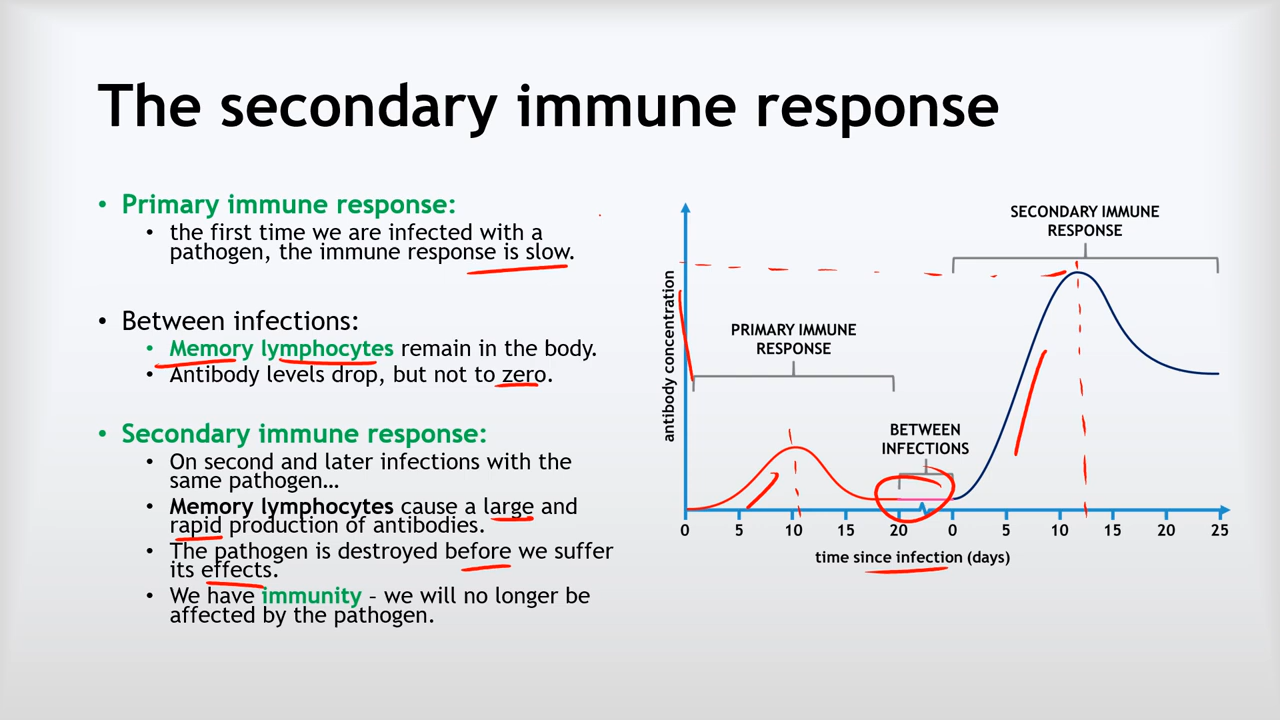 The secondary immune response
• Primary immune response:
• the first time we are infected with a
pathogen, the immune response is slow.
• Between infections:
• Memory lymphocytes remain in the body.
• Antibody levels drop, but not to zero.
• Secondary immune response:
• On second and later infections with the
same pathogen…
• Memory lymphocytes cause a large and
rapid production of antibodies.
• The pathogen is destroyed before we suffer
its effects.
• We have immunity – we will no longer be
affected by the pathogen.
SECONDARY IMMUNE
RESPONSE
antibody concentration
PRIMARY IMMUNE
RESPONSE
BETWEEN
INFECTIONS
0 5 10 15 20 0 5 10 15 20 25
time since infection (days)